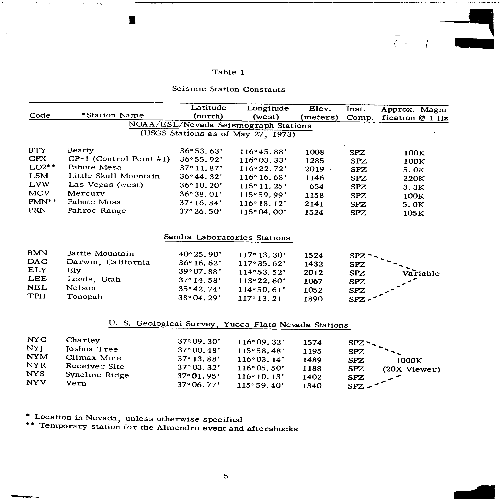 Table 1
Seismic Station Constants
Latitude Longitude Elev. Inst. Approx. Magni
Code *Station Name (north) (west) (meters) Comp. fication @ 1 Hz
NOAA/ESL/Nevada Seismograph Stations
(USGS Stations as of May 27, 1973)
BTY Beatty 36°53.63' 116°45.88' 1008 SPZ 100K
CPX CP-1 (Control Point #1) 36°55.92' 116°03.33' 1285 SPZ 100K
Pahute Mesa 37°11.87' 116°22.72' 2019 SPZ 5.0K
LSM Little Skull Mountain 36°44.32' 116°16.68' 1146 SPZ 220K
LVW Las Vegas (west) 36°10.20' 115°11.25' 654 SPZ 3.3K
MCV Mercury 36°38.01' 115°59.99' 1158 SPZ 100K
PMN** Pahute Mesa 37°16.84' 116°18.12' 2141 SPZ 5.0K
PRN Pahroc Range 37°26.50' 115°04.00' 1524 SPZ 105K
Sandia Laboratories Stations
BMN Battle Mountain 40°25.90' 117°13.30' 1524 SPZ
DAC Darwin, California 36°16.62' 117°35.62' 1432 SPZ
ELY Ely 39°07.88' 114°53.52' 2012 SPZ Variable
LEE Leeds, Utah 37°14.58' 113°22.60' 1067 SPZ
NEL Nelson 35°42.74' 114°50.61' 1052 SPZ
TPH Tonopah 38°04.29' 117°13.21' 1890 SPZ
U. S. Geological Survey, Yucca Flats Nevada Stations
NYC Charley 37°09.30' 116°09.33' 1574 SPZ
NYJ Joshua Tree 37°00.18' 115°58.48' 1195 SPZ
NYM Climax Mine 37°13.88' 116°03.14' 1489 SPZ 1000K
NYR Receiver Site 37°03.32' 116°05.50' 1188 SPZ (20X Viewer)
NYS Syncline Ridge 37°01.95' 116°10.13' 1402 SPZ
NYV Vern 37°06.77' 115°59.40' 1340 SPZ
* Location in Nevada, unless otherwise specified
** Temporary station for the Almendro event and aftershocks
5